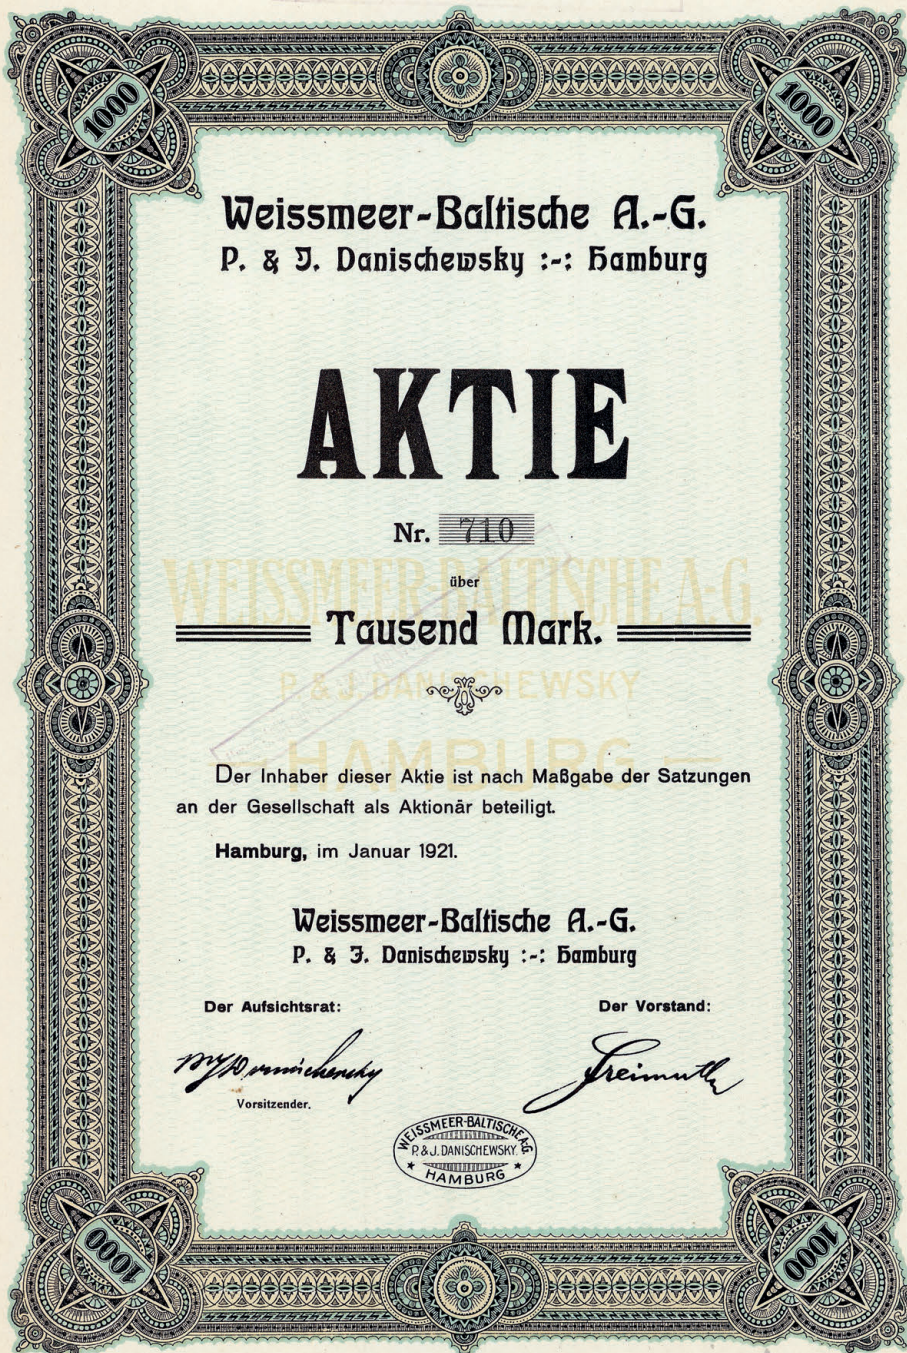 1000
1000
Weissmeer-Baltische A.-G.
P. & J. Danischewsky :-: Hamburg
AKTIE
Nr. 710
über
WEISSMEER-BALTISCHE A-G.
Tausend Mark.
P. & J. DANISCHEWSKY
— HAMBURG —
Der Inhaber dieser Aktie ist nach Maßgabe der Satzungen
an der Gesellschaft als Aktionär beteiligt.
Hamburg, im Januar 1921.
Weissmeer-Baltische A.-G.
P. & J. Danischewsky :-: Hamburg
Der Aufsichtsrat:
Der Vorstand:
Danischewsky
Freimuth
Vorsitzender.
WEISSMEER-BALTISCHE A-G.
P. & J. DANISCHEWSKY
HAMBURG
1000
1000